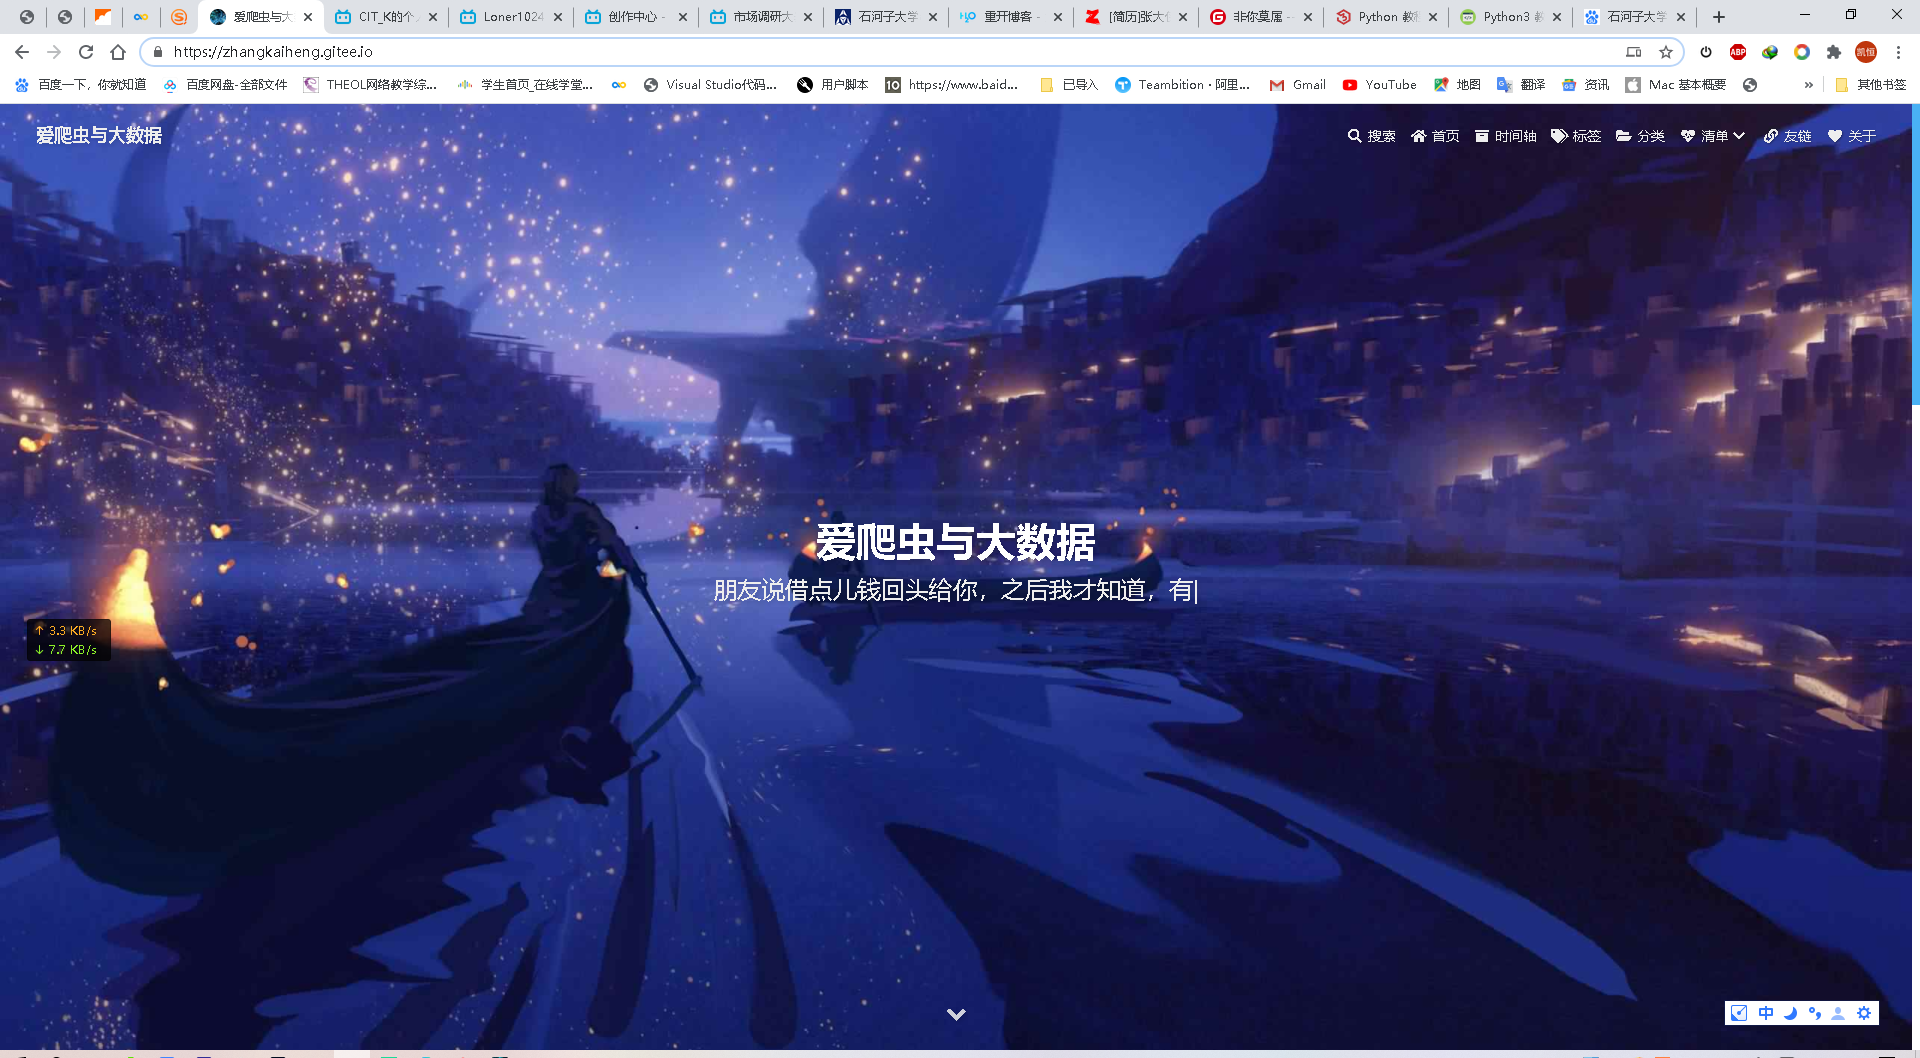 爱爬虫与大
CIT_K的个
Loner1024
创作中心 -
市场调研大
石河子大学
重开博客 -
[简历]张大
非你莫属 -
Python 教
Python3 教
石河子大学
https://zhangkaiheng.gitee.io
ABP
凯恒
百度一下，你就知道
百度网盘-全部文件
THEOL网络教学综...
学生首页_在线学堂...
Visual Studio代码...
用户脚本
10 https://www.baid...
已导入
Teambition · 阿里...
Gmail
YouTube
地图
翻译
资讯
Mac 基本概要
»
其他书签
爱爬虫与大数据
搜索
首页
时间轴
标签
分类
清单
友链
关于
爱爬虫与大数据
朋友说借点儿钱回头给你，之后我才知道，有|
↑ 3.3 KB/s
↓ 7.7 KB/s
中